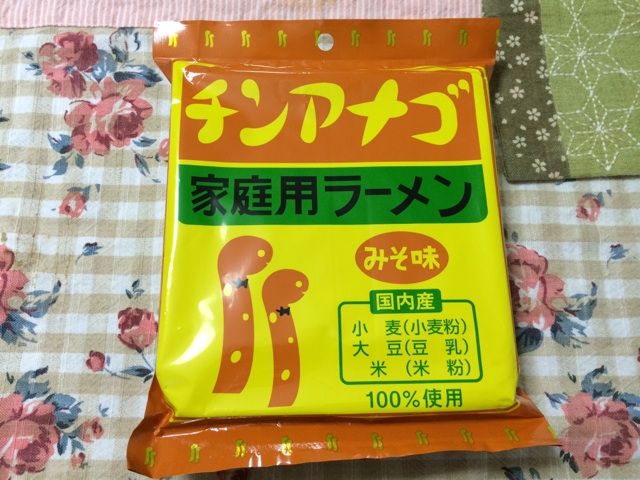 チンアナゴ
家庭用ラーメン
みそ味
国内産
小麦(小麦粉)
大豆(豆乳)
米(米粉)
100%使用